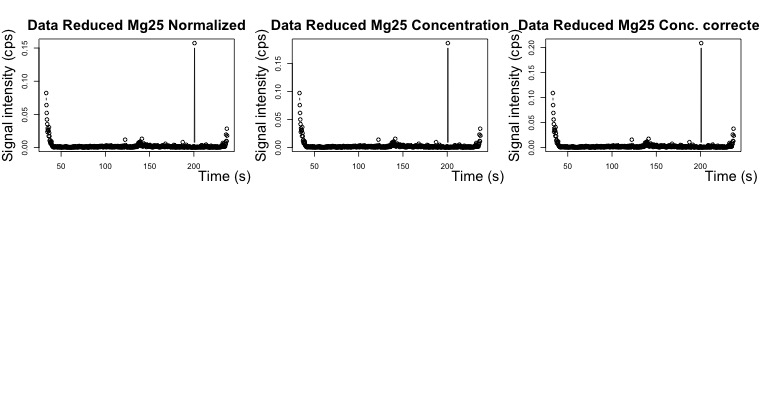 Data Reduced Mg25 Normalized
Signal intensity (cps)
0.00
0.05
0.10
0.15
50
100
150
200
Time (s)
Data Reduced Mg25 Concentration
Signal intensity (cps)
0.00
0.05
0.10
0.15
50
100
150
200
Time (s)
Data Reduced Mg25 Conc. correcte
Signal intensity (cps)
0.00
0.05
0.10
0.15
0.20
50
100
150
200
Time (s)